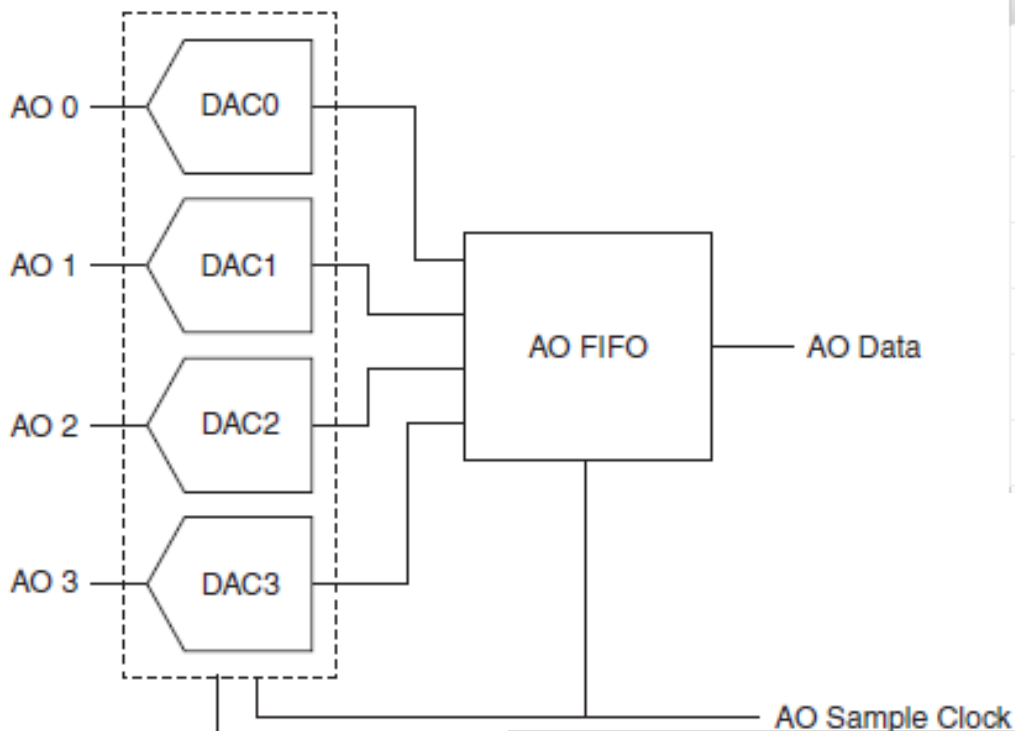 AO 0
DAC0
AO 1
DAC1
AO FIFO
AO Data
AO 2
DAC2
AO 3
DAC3
AO Sample Clock